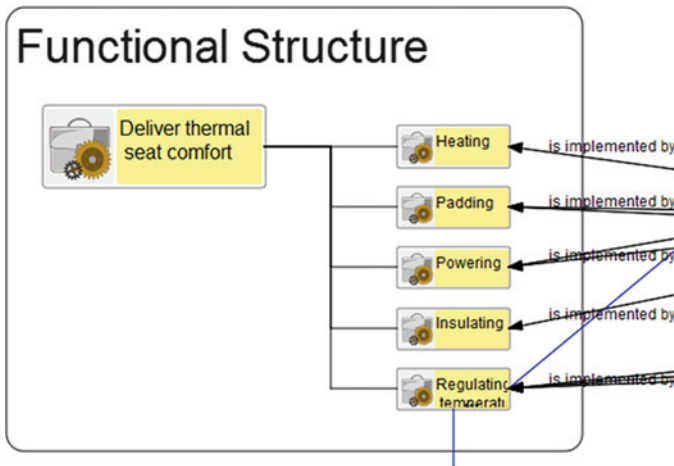 Functional Structure
Deliver thermal
seat comfort
Heating
is implemented by
Padding
is implemented by
Powering
is implemented by
Insulating
is implemented by
Regulating
is implemented by